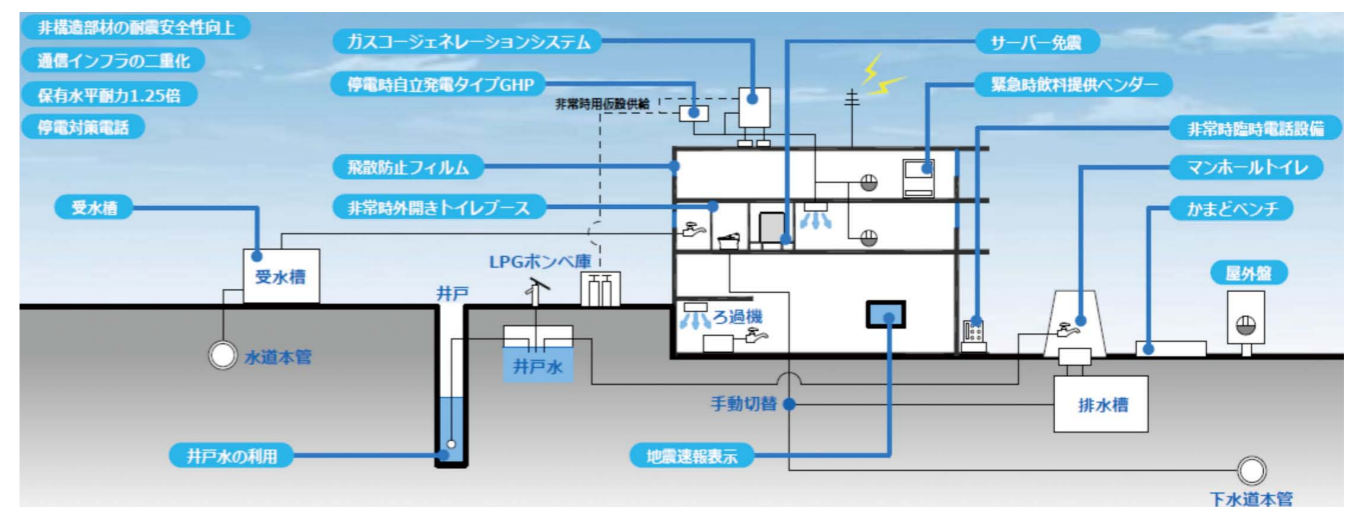 非構造部材の耐震安全性向上
通信インフラの二重化
保有水平耐力1.25倍
停電対策電話
ガスコージェネレーションシステム
停電時自立発電タイプGHP
非常時用仮設供給
サーバー免震
緊急時飲料提供ベンダー
非常時臨時電話設備
マンホールトイレ
かまどベンチ
飛散防止フィルム
非常時外開きトイレブース
受水槽
受水槽
LPGボンベ庫
井戸
屋外盤
ろ過機
水道本管
井戸水
手動切替
排水槽
井戸水の利用
地震速報表示
下水道本管